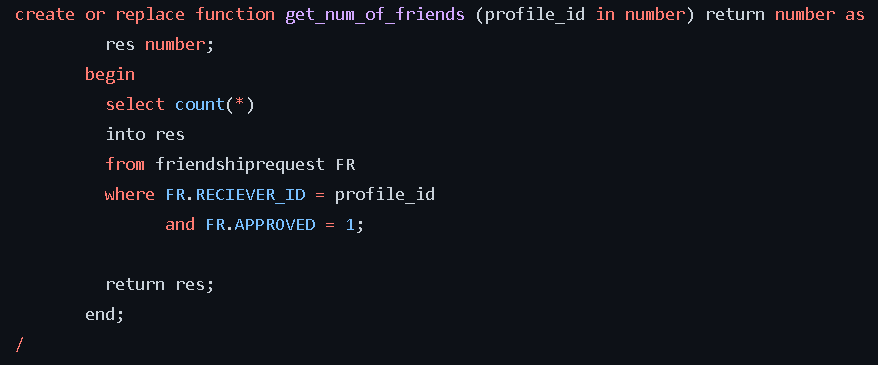 create or replace function get_num_of_friends (profile_id in number) return number as
res number;
begin
select count(*)
into res
from friendshiprequest FR
where FR.RECIEVER_ID = profile_id
and FR.APPROVED = 1;
return res;
end;
/